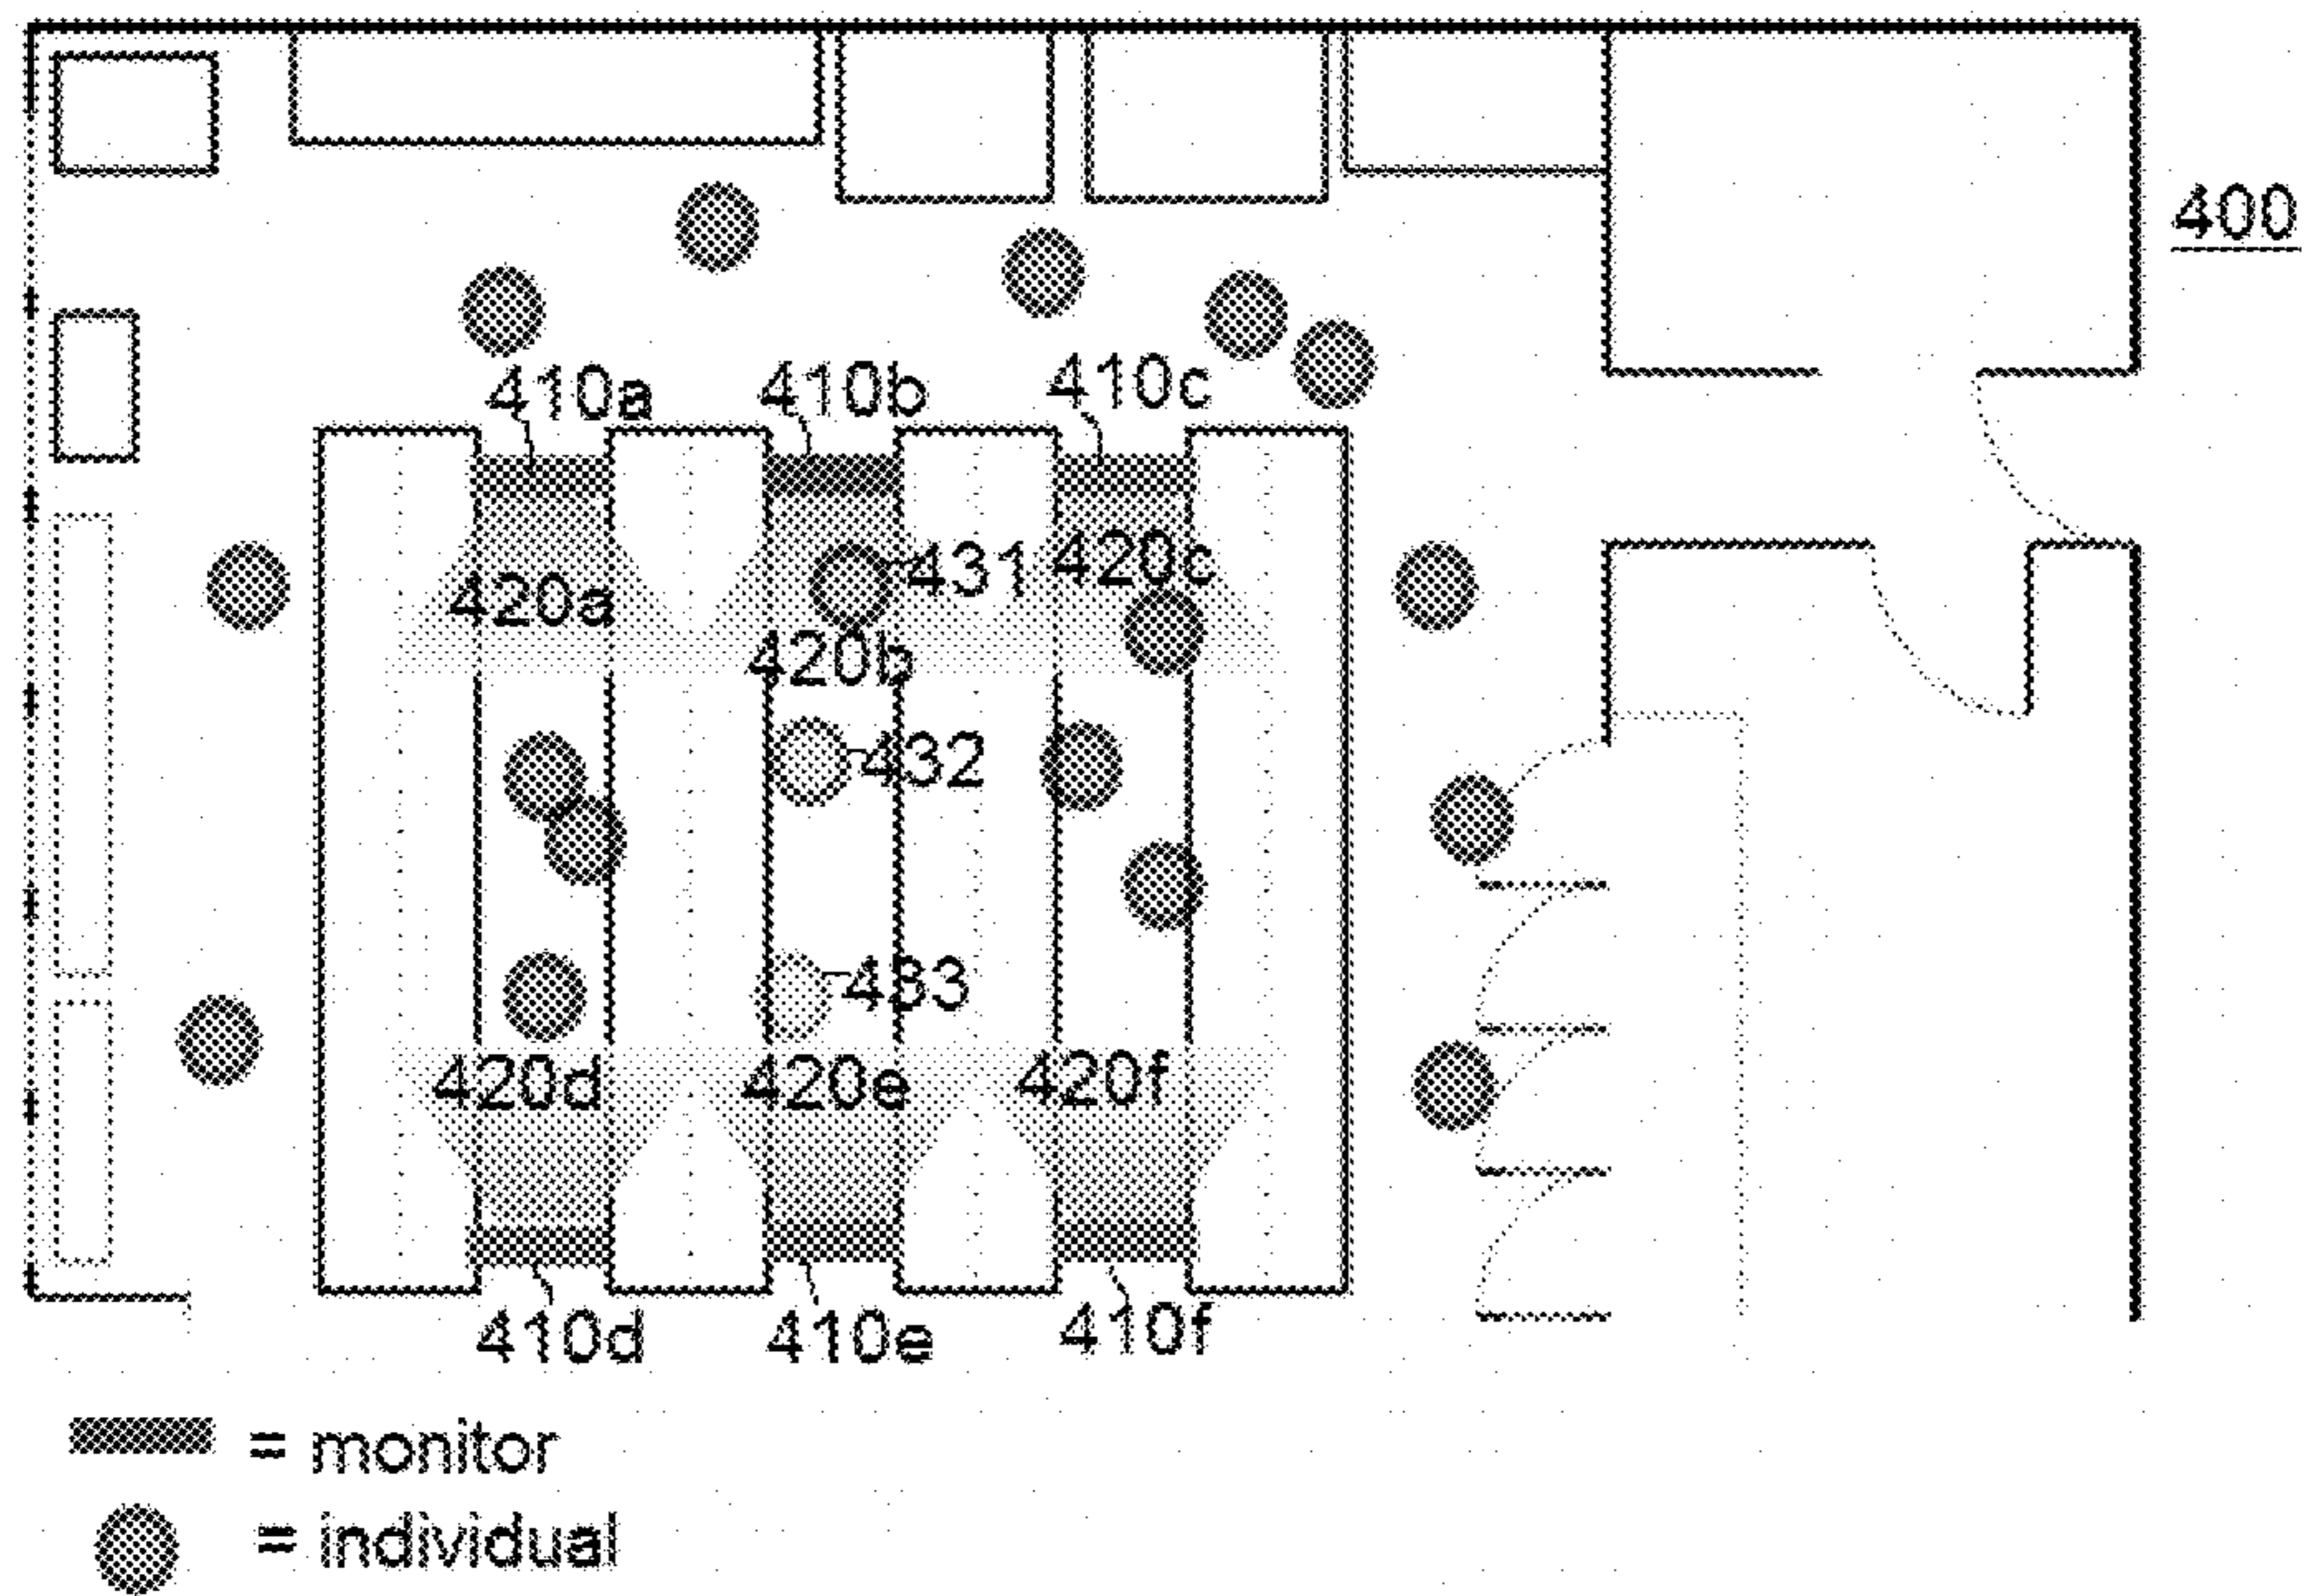 400
410a 410b 410c
431
420a 420c
420b
432
433
420d 420e 420f
410d 410e 410f
= monitor
= individual